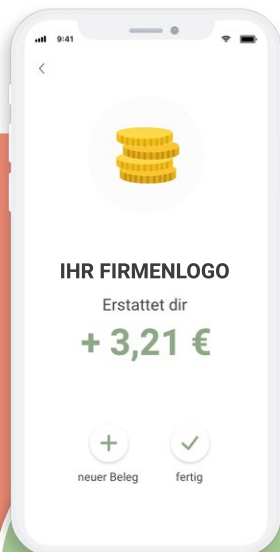 9:41
IHR FIRMENLOGO
Erstattet dir
+ 3,21 €
neuer Beleg
fertig